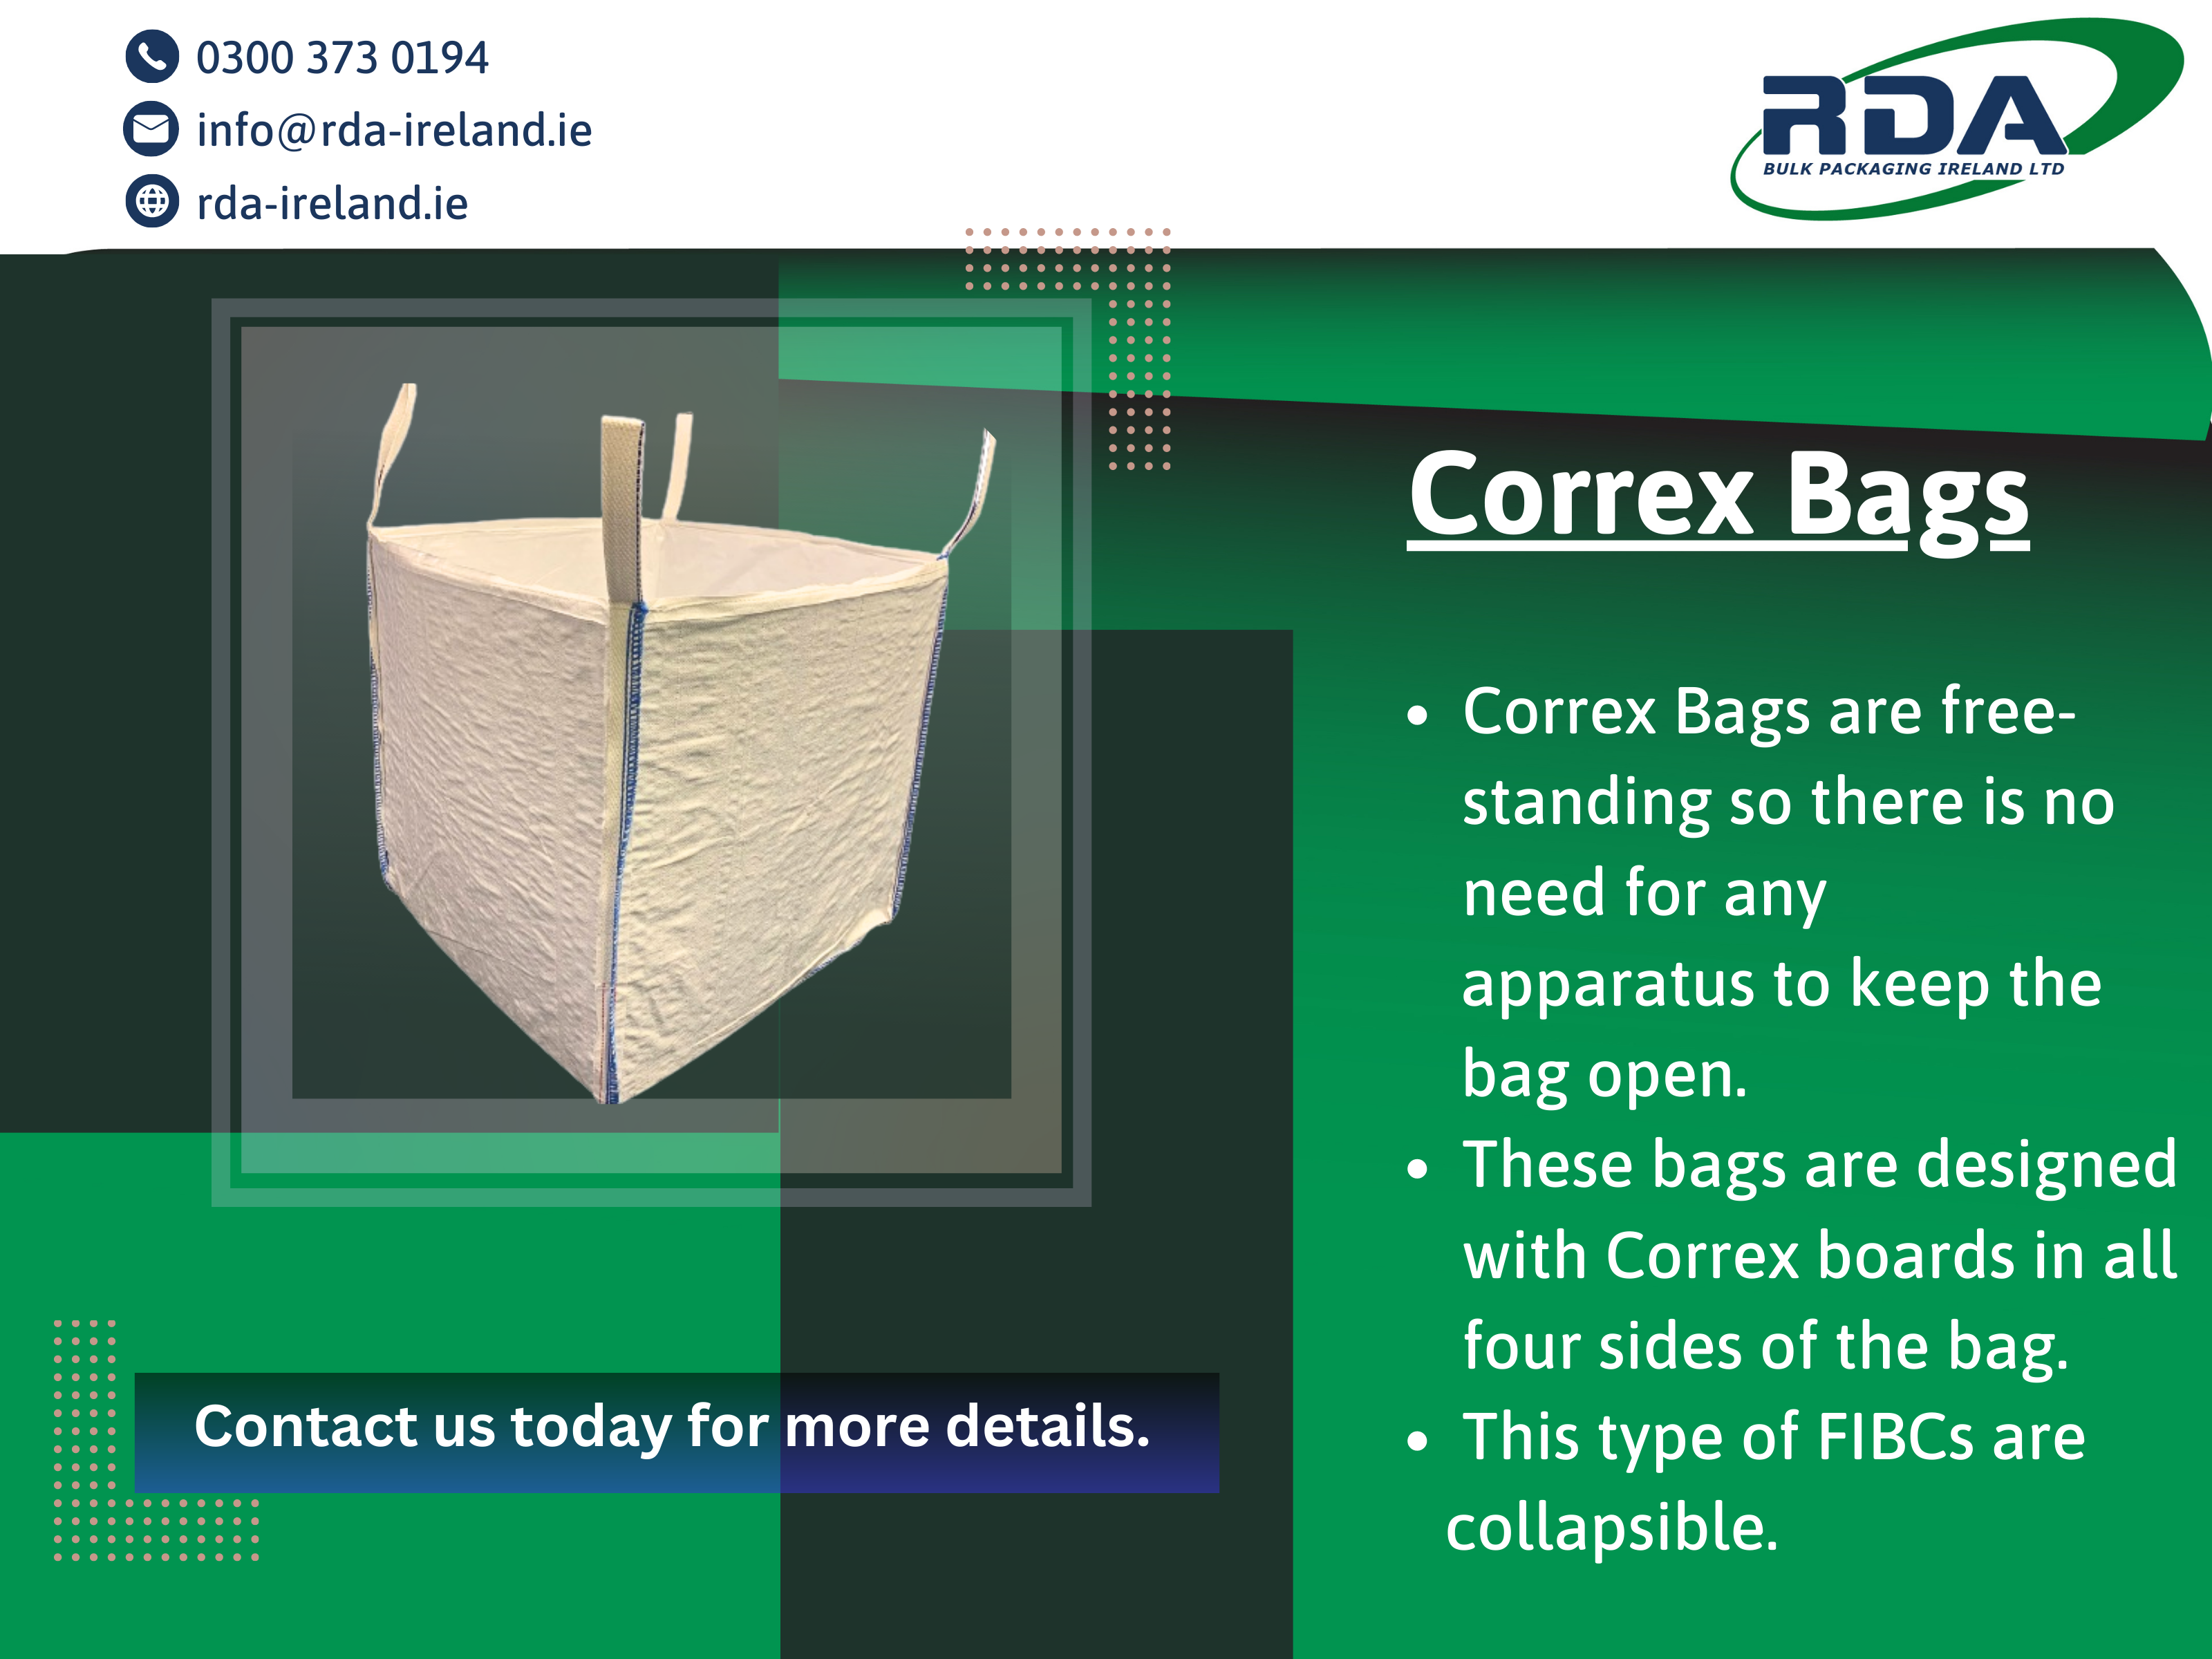 0300 373 0194
info@rda-ireland.ie
rda-ireland.ie
RDA
BULK PACKAGING IRELAND LTD
Correx Bags
• Correx Bags are free-
standing so there is no
need for any
apparatus to keep the
bag open.
• These bags are designed
with Correx boards in all
four sides of the bag.
• This type of FIBCs are
collapsible.
Contact us today for more details.